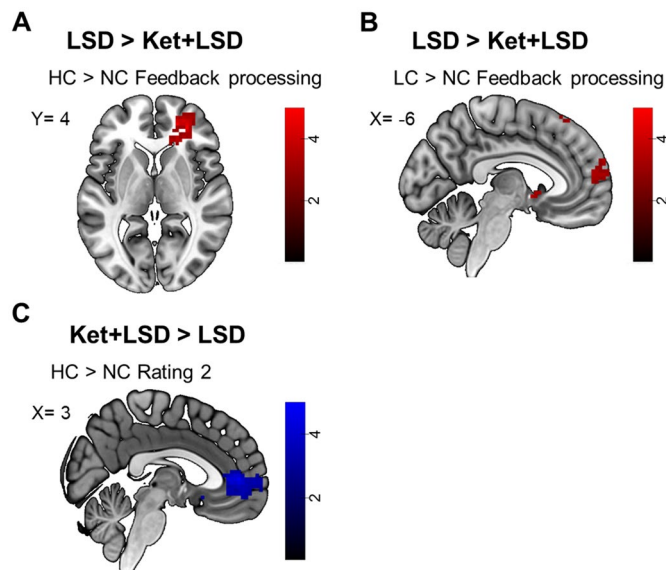 A
LSD > Ket+LSD
HC > NC Feedback processing
Y= 4
4
2
B
LSD > Ket+LSD
LC > NC Feedback processing
X= -6
4
2
C
Ket+LSD > LSD
HC > NC Rating 2
X= 3
4
2